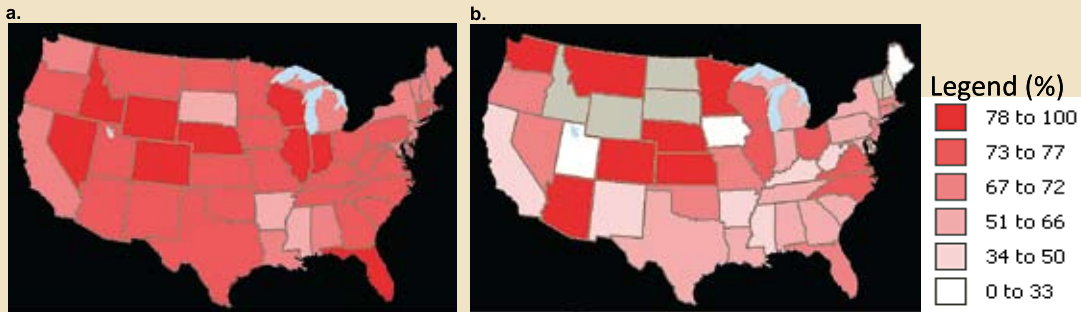 a.
b.
Legend (%)
78 to 100
73 to 77
67 to 72
51 to 66
34 to 50
0 to 33